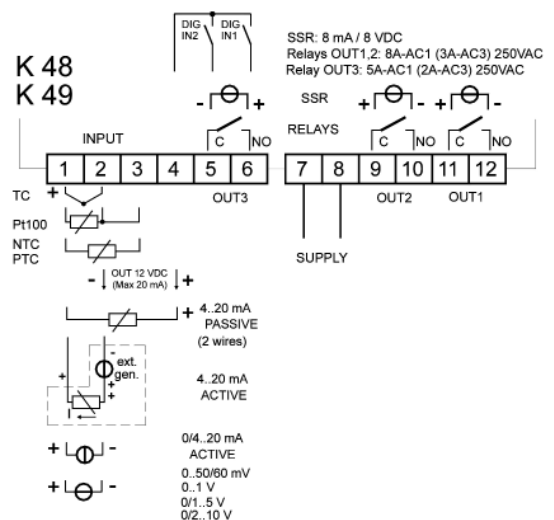 DIG DIG
IN2 IN1
SSR: 8 mA / 8 VDC
Relays OUT1,2: 8A-AC1 (3A-AC3) 250VAC
Relay OUT3: 5A-AC1 (2A-AC3) 250VAC
K 48
K 49
- + SSR + - - +
INPUT RELAYS
C NO C NO C NO
1 2 3 4 5 6 7 8 9 10 11 12
TC + OUT3 OUT2 OUT1
Pt100
NTC
PTC
SUPPLY
- OUT 12 VDC +
(Max 20 mA)
+ 4..20 mA
PASSIVE
(2 wires)
-
+ ext.
gen.
+
+
I
4..20 mA
ACTIVE
+ - 0/4..20 mA
ACTIVE
+ - 0..50/60 mV
0..1 V
0/1..5 V
0/2..10 V